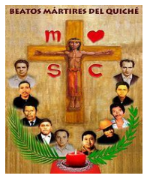 BEATOS MÁRTIRES DEL QUICHÉ
m
S C